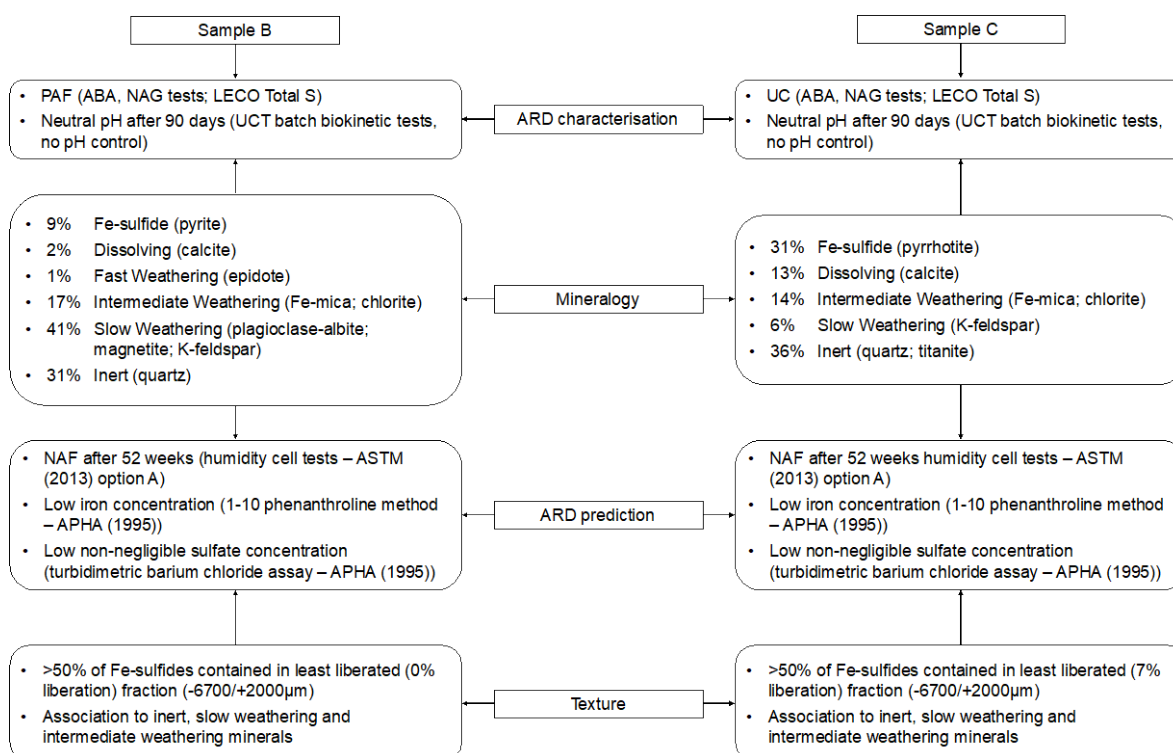 Sample B
Sample C
• PAF (ABA, NAG tests; LECO Total S)
• Neutral pH after 90 days (UCT batch biokinetic tests,
no pH control)
ARD characterisation
• UC (ABA, NAG tests; LECO Total S)
• Neutral pH after 90 days (UCT batch biokinetic tests,
no pH control)
• 9% Fe-sulfide (pyrite)
• 2% Dissolving (calcite)
• 1% Fast Weathering (epidote)
• 17% Intermediate Weathering (Fe-mica; chlorite)
• 41% Slow Weathering (plagioclase-albite;
magnetite; K-feldspar)
• 31% Inert (quartz)
Mineralogy
• 31% Fe-sulfide (pyrrhotite)
• 13% Dissolving (calcite)
• 14% Intermediate Weathering (Fe-mica; chlorite)
• 6% Slow Weathering (K-feldspar)
• 36% Inert (quartz; titanite)
• NAF after 52 weeks (humidity cell tests – ASTM
(2013) option A)
• Low iron concentration (1-10 phenanthroline method
– APHA (1995))
• Low non-negligible sulfate concentration
(turbidimetric barium chloride assay – APHA (1995))
ARD prediction
• NAF after 52 weeks humidity cell tests – ASTM
(2013) option A)
• Low iron concentration (1-10 phenanthroline method
– APHA (1995))
• Low non-negligible sulfate concentration
(turbidimetric barium chloride assay – APHA (1995))
• >50% of Fe-sulfides contained in least liberated (0%
liberation) fraction (-6700/+2000µm)
• Association to inert, slow weathering and
intermediate weathering minerals
Texture
• >50% of Fe-sulfides contained in least liberated (7%
liberation) fraction (-6700/+2000µm)
• Association to inert, slow weathering and
intermediate weathering minerals